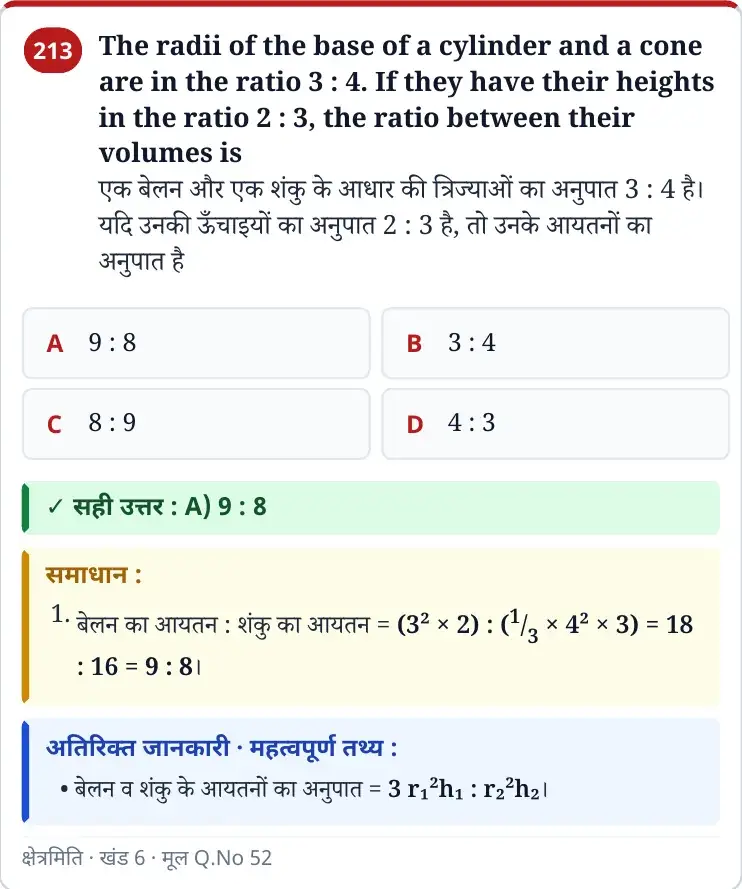 213
The radii of the base of a cylinder and a cone
are in the ratio 3 : 4. If they have their heights
in the ratio 2 : 3, the ratio between their
volumes is
एक बेलन और एक शंकु के आधार की त्रिज्याओं का अनुपात 3 : 4 है।
यदि उनकी ऊँचाइयों का अनुपात 2 : 3 है, तो उनके आयतनों का
अनुपात है
A 9 : 8
B 3 : 4
C 8 : 9
D 4 : 3
✓ सही उत्तर : A) 9 : 8
समाधान :
1. बेलन का आयतन : शंकु का आयतन = (3² × 2) : (¹/₃ × 4² × 3) = 18
: 16 = 9 : 8।
अतिरिक्त जानकारी · महत्वपूर्ण तथ्य :
• बेलन व शंकु के आयतनों का अनुपात = 3 r₁²h₁ : r₂²h₂।
क्षेत्रमिति · खंड 6 · मूल Q.No 52